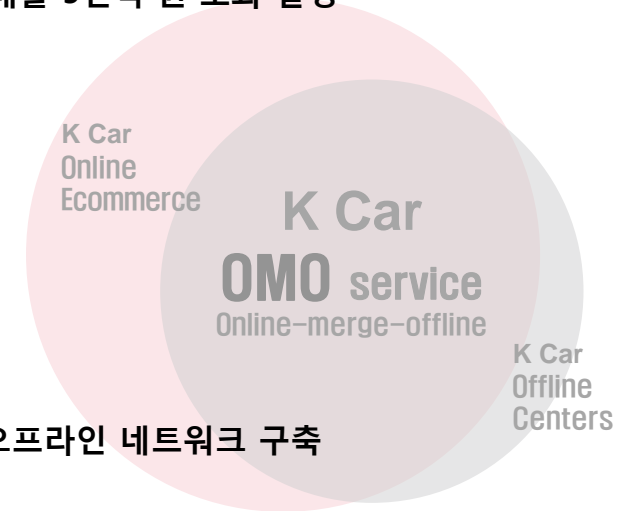 K Car
Online
Ecommerce
K Car
OMO service
Online-merge-offline
K Car
Offline
Centers
오프라인 네트워크 구축